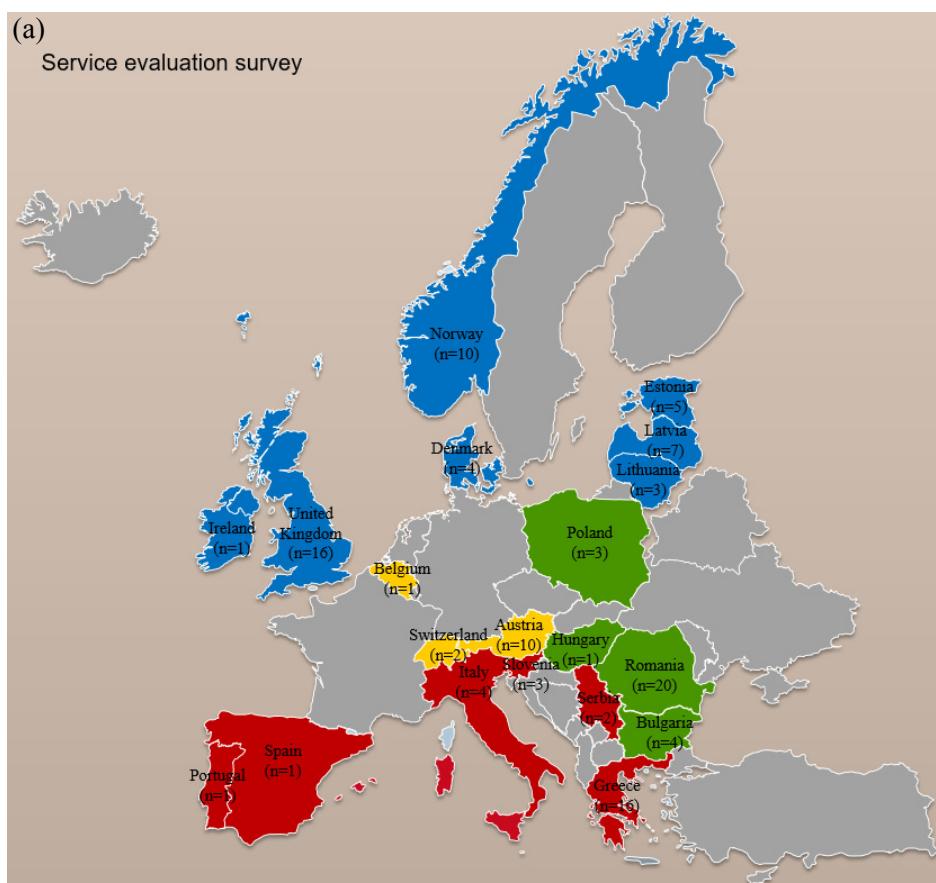 (a)
Service evaluation survey
Norway
(n=10)
Estonia
(n=5)
Latvia
(n=7)
Lithuania
(n=3)
Denmark
(n=4)
Ireland
(n=1)
United
Kingdom
(n=16)
Poland
(n=3)
Belgium
(n=1)
Austria
(n=10)
Switzerland
(n=2)
Hungary
(n=1)
Slovenia
(n=3)
Italy
(n=4)
Romania
(n=20)
Serbia
(n=2)
Bulgaria
(n=4)
Spain
(n=1)
Portugal
(n=1)
Greece
(n=16)